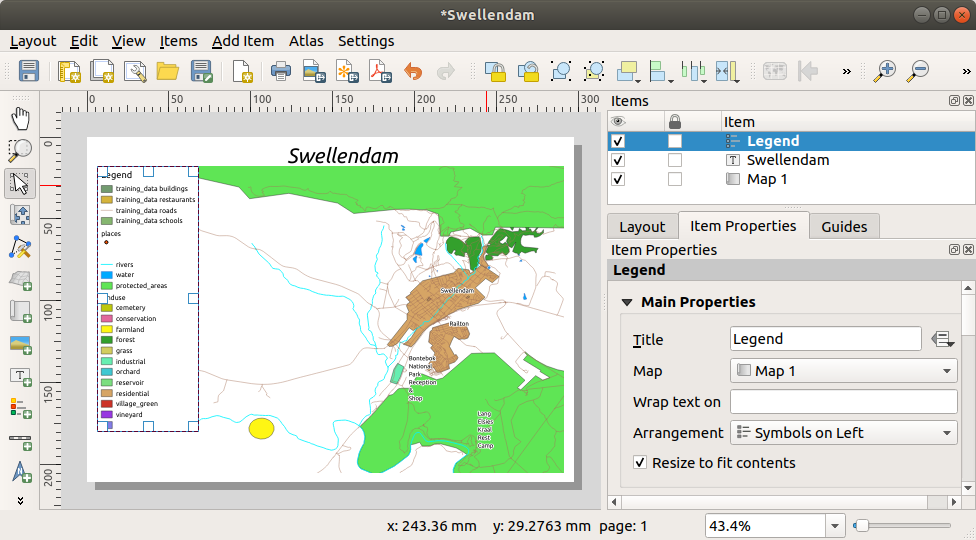 *Swellendam
Layout Edit View Items Add Item Atlas Settings
»
»
0 50 100 150 200 250 300
0
50
100
150
200
Swellendam
Legend
training_data buildings
training_data restaurants
training_data roads
training_data schools
places
rivers
water
protected_areas
nduse
cemetery
conservation
farmland
forest
grass
industrial
orchard
reservoir
residential
village_green
vineyard
Swellendam
Railton
Bontebok
National
Park
Reception
&
Shop
Lang
Elsies
Kraal
Rest
Camp
Items
Item
Legend
T Swellendam
Map 1
Layout Item Properties Guides
Item Properties
Legend
Main Properties
Title Legend
Map Map 1
Wrap text on
Arrangement Symbols on Left
Resize to fit contents
x: 243.36 mm y: 29.2763 mm page: 1 43.4%